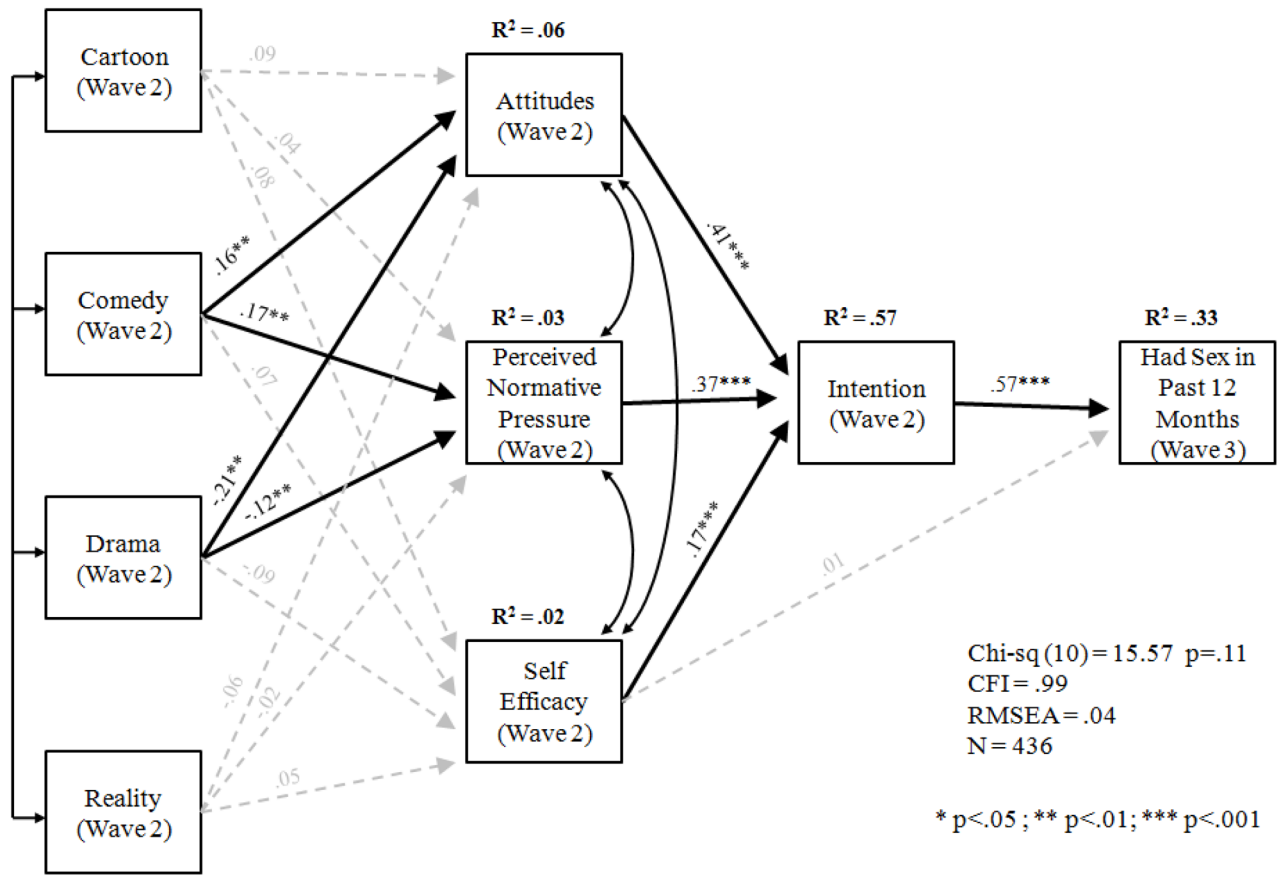 Cartoon
(Wave 2)
Comedy
(Wave 2)
Drama
(Wave 2)
Reality
(Wave 2)
.09
.04
.08
.16**
.17**
.07
-.21**
-.12**
-.09
-.06
-.02
.05
R² = .06
Attitudes
(Wave 2)
R² = .03
Perceived
Normative
Pressure
(Wave 2)
R² = .02
Self
Efficacy
(Wave 2)
.41***
.37***
.17***
R² = .57
Intention
(Wave 2)
.57***
.01
R² = .33
Had Sex in
Past 12
Months
(Wave 3)
Chi-sq (10) = 15.57 p=.11
CFI = .99
RMSEA = .04
N = 436
* p<.05 ; ** p<.01; *** p<.001